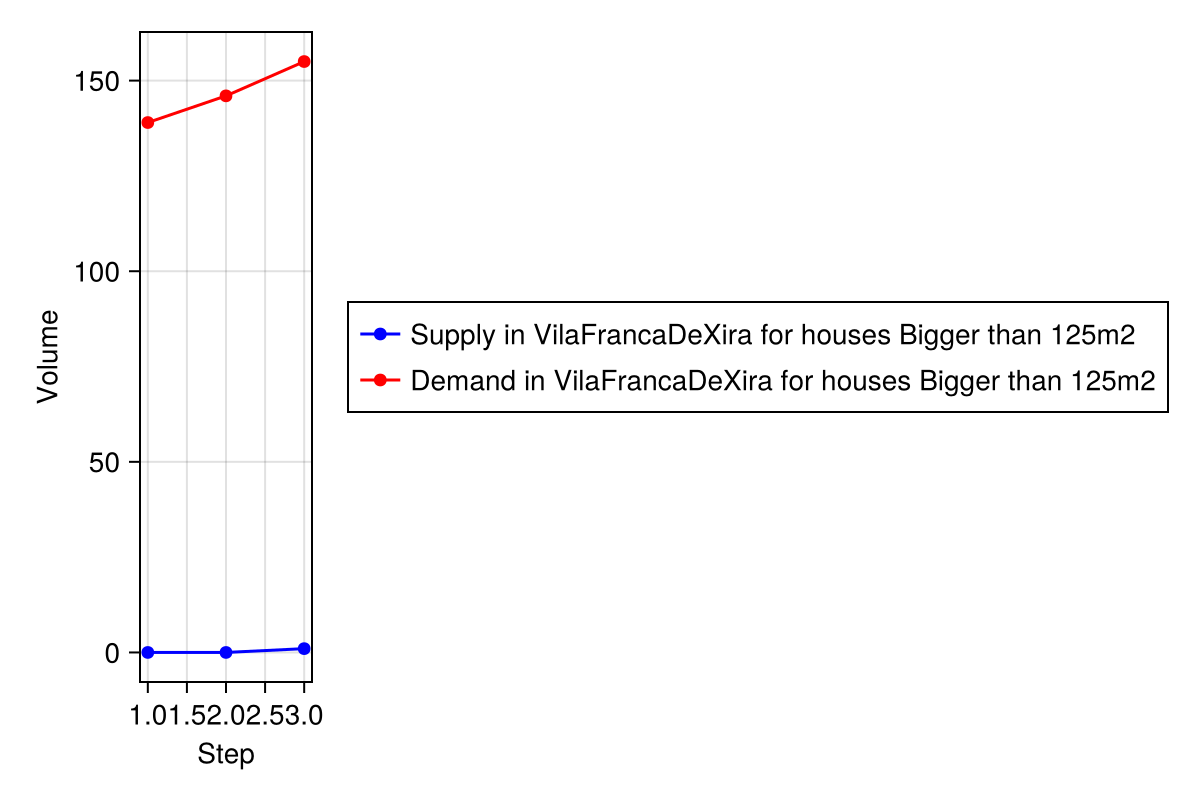 150
100
50
0
Volume
1.01.52.02.53.0
Step
Supply in VilaFrancaDeXira for houses Bigger than 125m2
Demand in VilaFrancaDeXira for houses Bigger than 125m2